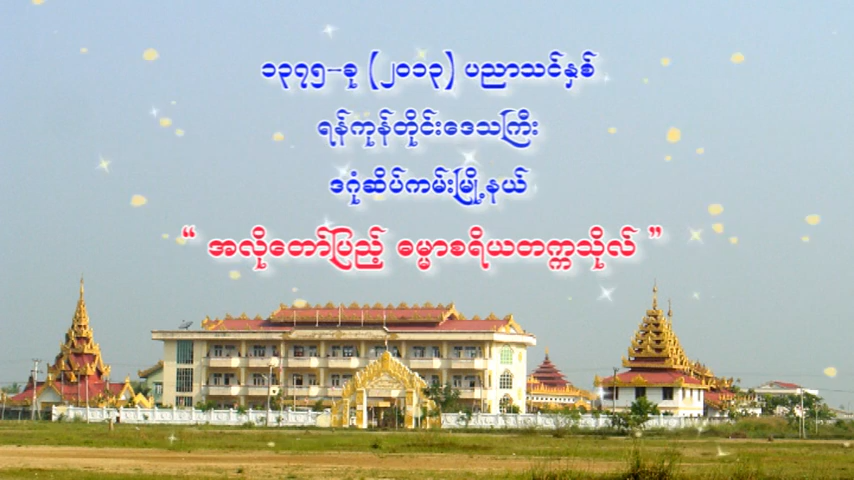 ၁၃၇၅-ခု (၂၀၁၃) ပညာသင်နှစ်
ရန်ကုန်တိုင်းဒေသကြီး
ဒဂုံဆိပ်ကမ်းမြို့နယ်
“ အလိုတော်ပြည့် ဓမ္မာစရိယတက္ကသိုလ် ”